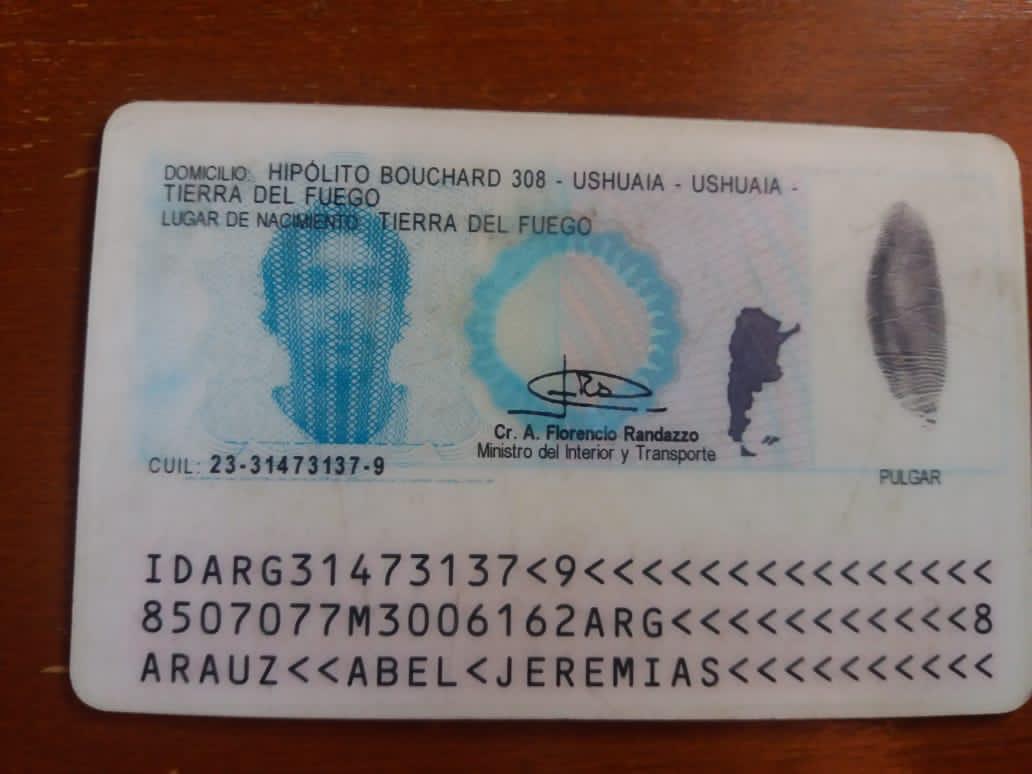 DOMICILIO: HIPÓLITO BOUCHARD 308 - USHUAIA - USHUAIA -
TIERRA DEL FUEGO
LUGAR DE NACIMIENTO: TIERRA DEL FUEGO
Cr. A. Florencio Randazzo
Ministro del Interior y Transporte
CUIL: 23-31473137-9
PULGAR
IDARG31473137<9<<<<<<<<<<<<<<<
8507077M3006162ARG<<<<<<<<<<<8
ARAUZ<<ABEL<JEREMIAS<<<<<<<<<<